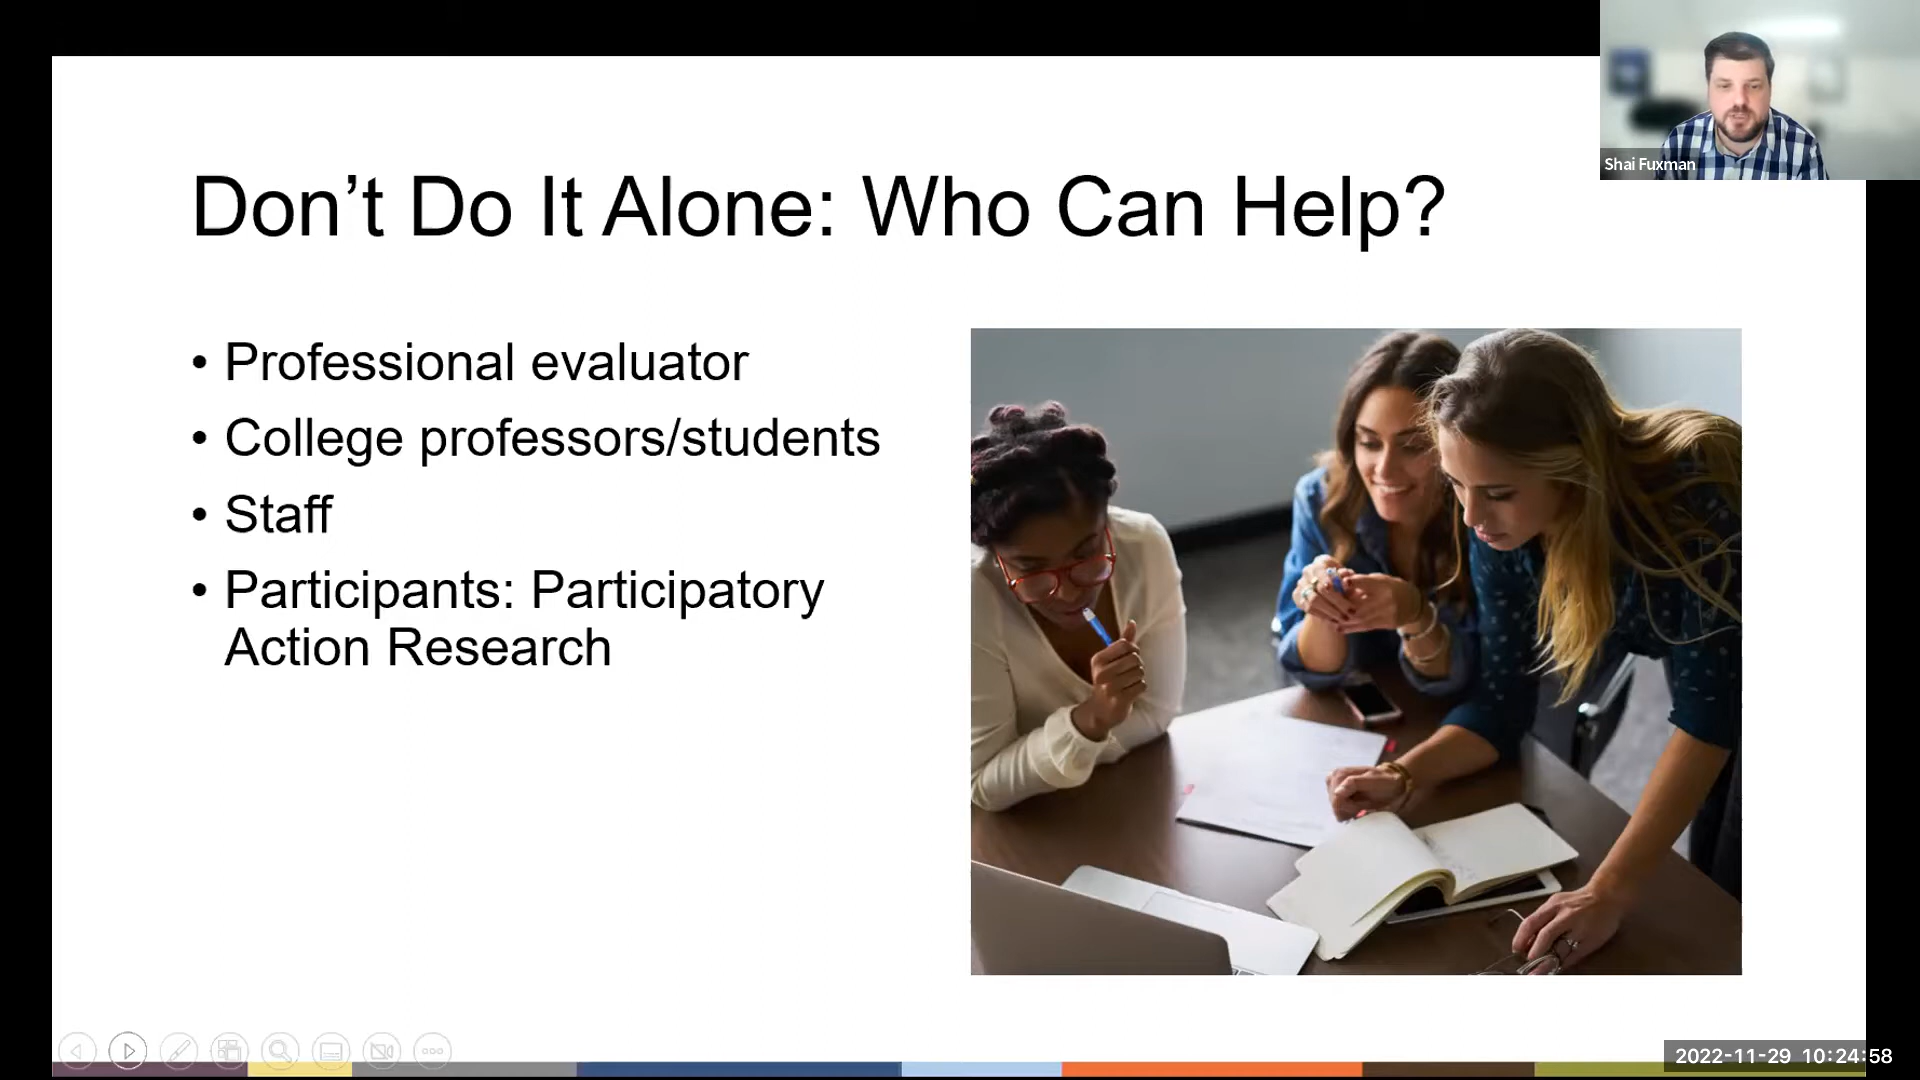 Shai Fuxman
Don’t Do It Alone: Who Can Help?
• Professional evaluator
• College professors/students
• Staff
• Participants: Participatory
Action Research
2022-11-29 10:24:58